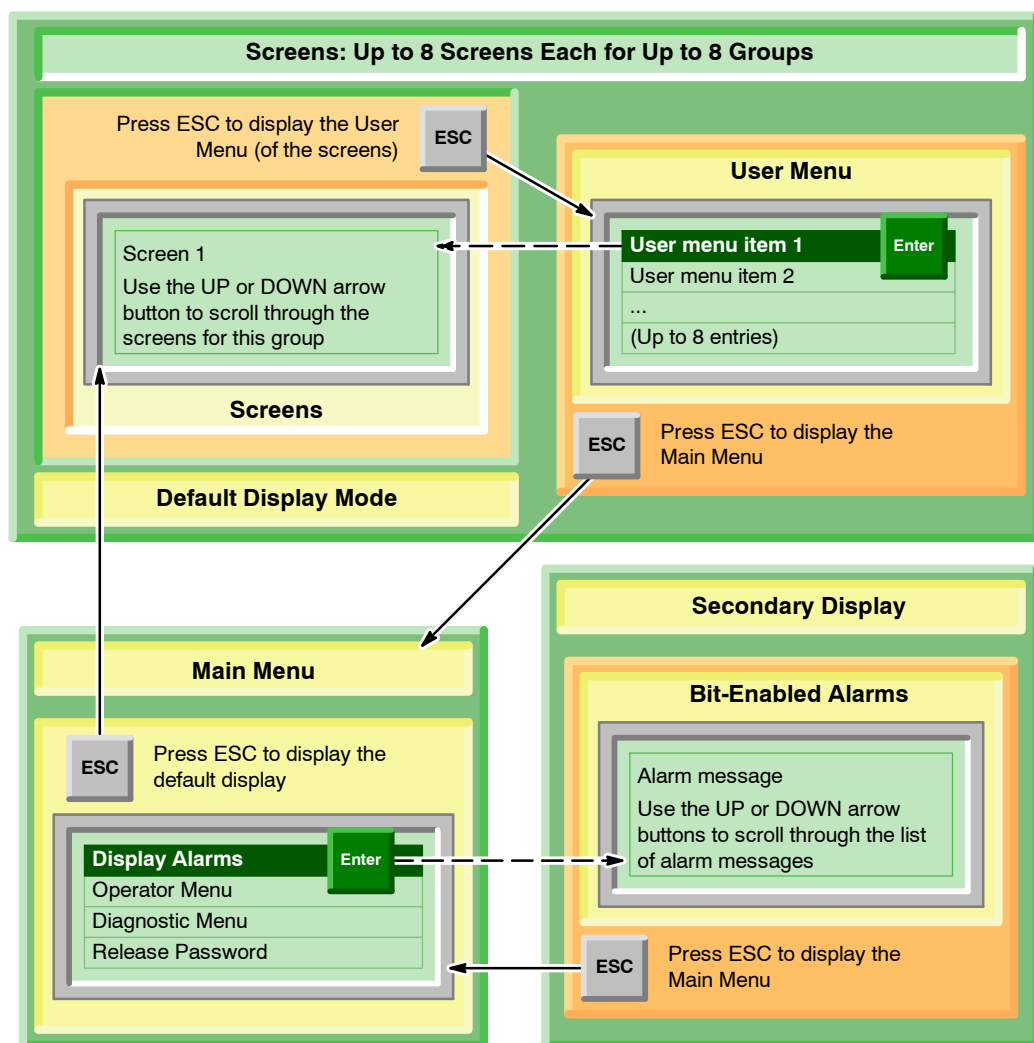 Screens: Up to 8 Screens Each for Up to 8 Groups
Press ESC to display the User
Menu (of the screens)
ESC
Screen 1
Use the UP or DOWN arrow
button to scroll through the
screens for this group
Screens
Default Display Mode
User Menu
User menu item 1
Enter
User menu item 2
...
(Up to 8 entries)
ESC
Press ESC to display the
Main Menu
Main Menu
ESC
Press ESC to display the
default display
Display Alarms
Enter
Operator Menu
Diagnostic Menu
Release Password
Secondary Display
Bit-Enabled Alarms
Alarm message
Use the UP or DOWN arrow
buttons to scroll through the list
of alarm messages
ESC
Press ESC to display the
Main Menu